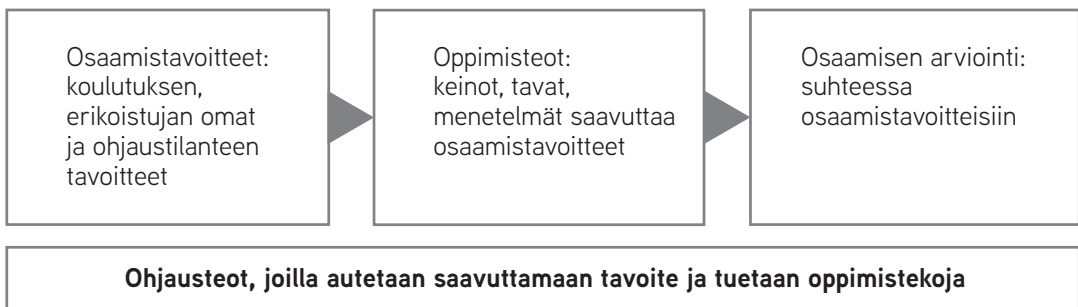 Osaamistavoitteet:
koulutuksen,
erikoistujan omat
ja ohjaustilanteen
tavoitteet
Oppimisteot:
keinot, tavat,
menetelmät saavuttaa
osaamistavoitteet
Osaamisen arviointi:
suhteessa
osaamistavoitteisiin
Ohjausteot, joilla autetaan saavuttamaan tavoite ja tuetaan oppimistekoja